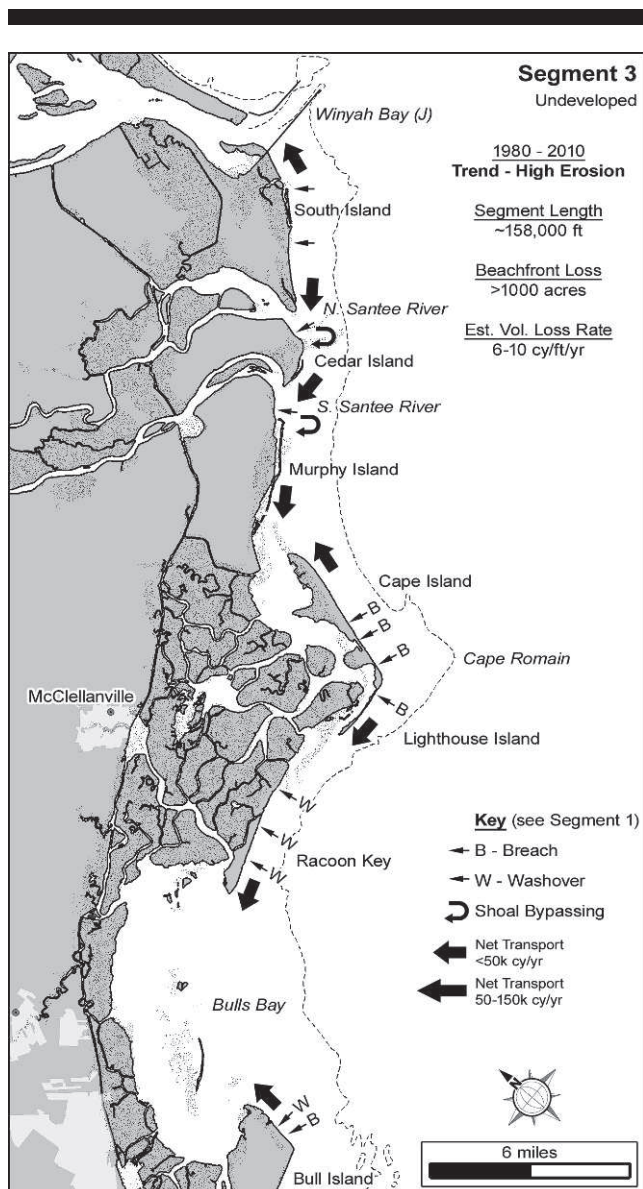 Segment 3
Undeveloped
Winyah Bay (J)
1980 - 2010
Trend - High Erosion
South Island
Segment Length
~158,000 ft
Beachfront Loss
>1000 acres
N. Santee River
Est. Vol. Loss Rate
6-10 cy/ft/yr
Cedar Island
S. Santee River
Murphy Island
Cape Island
B
B
B
Cape Romain
McClellanville
B
Lighthouse Island
W
Key (see Segment 1)
W
Racoon Key
B - Breach
W
W - Washover
Shoal Bypassing
Net Transport
<50k cy/yr
Net Transport
50-150k cy/yr
Bulls Bay
N
W
B
6 miles
Bull Island